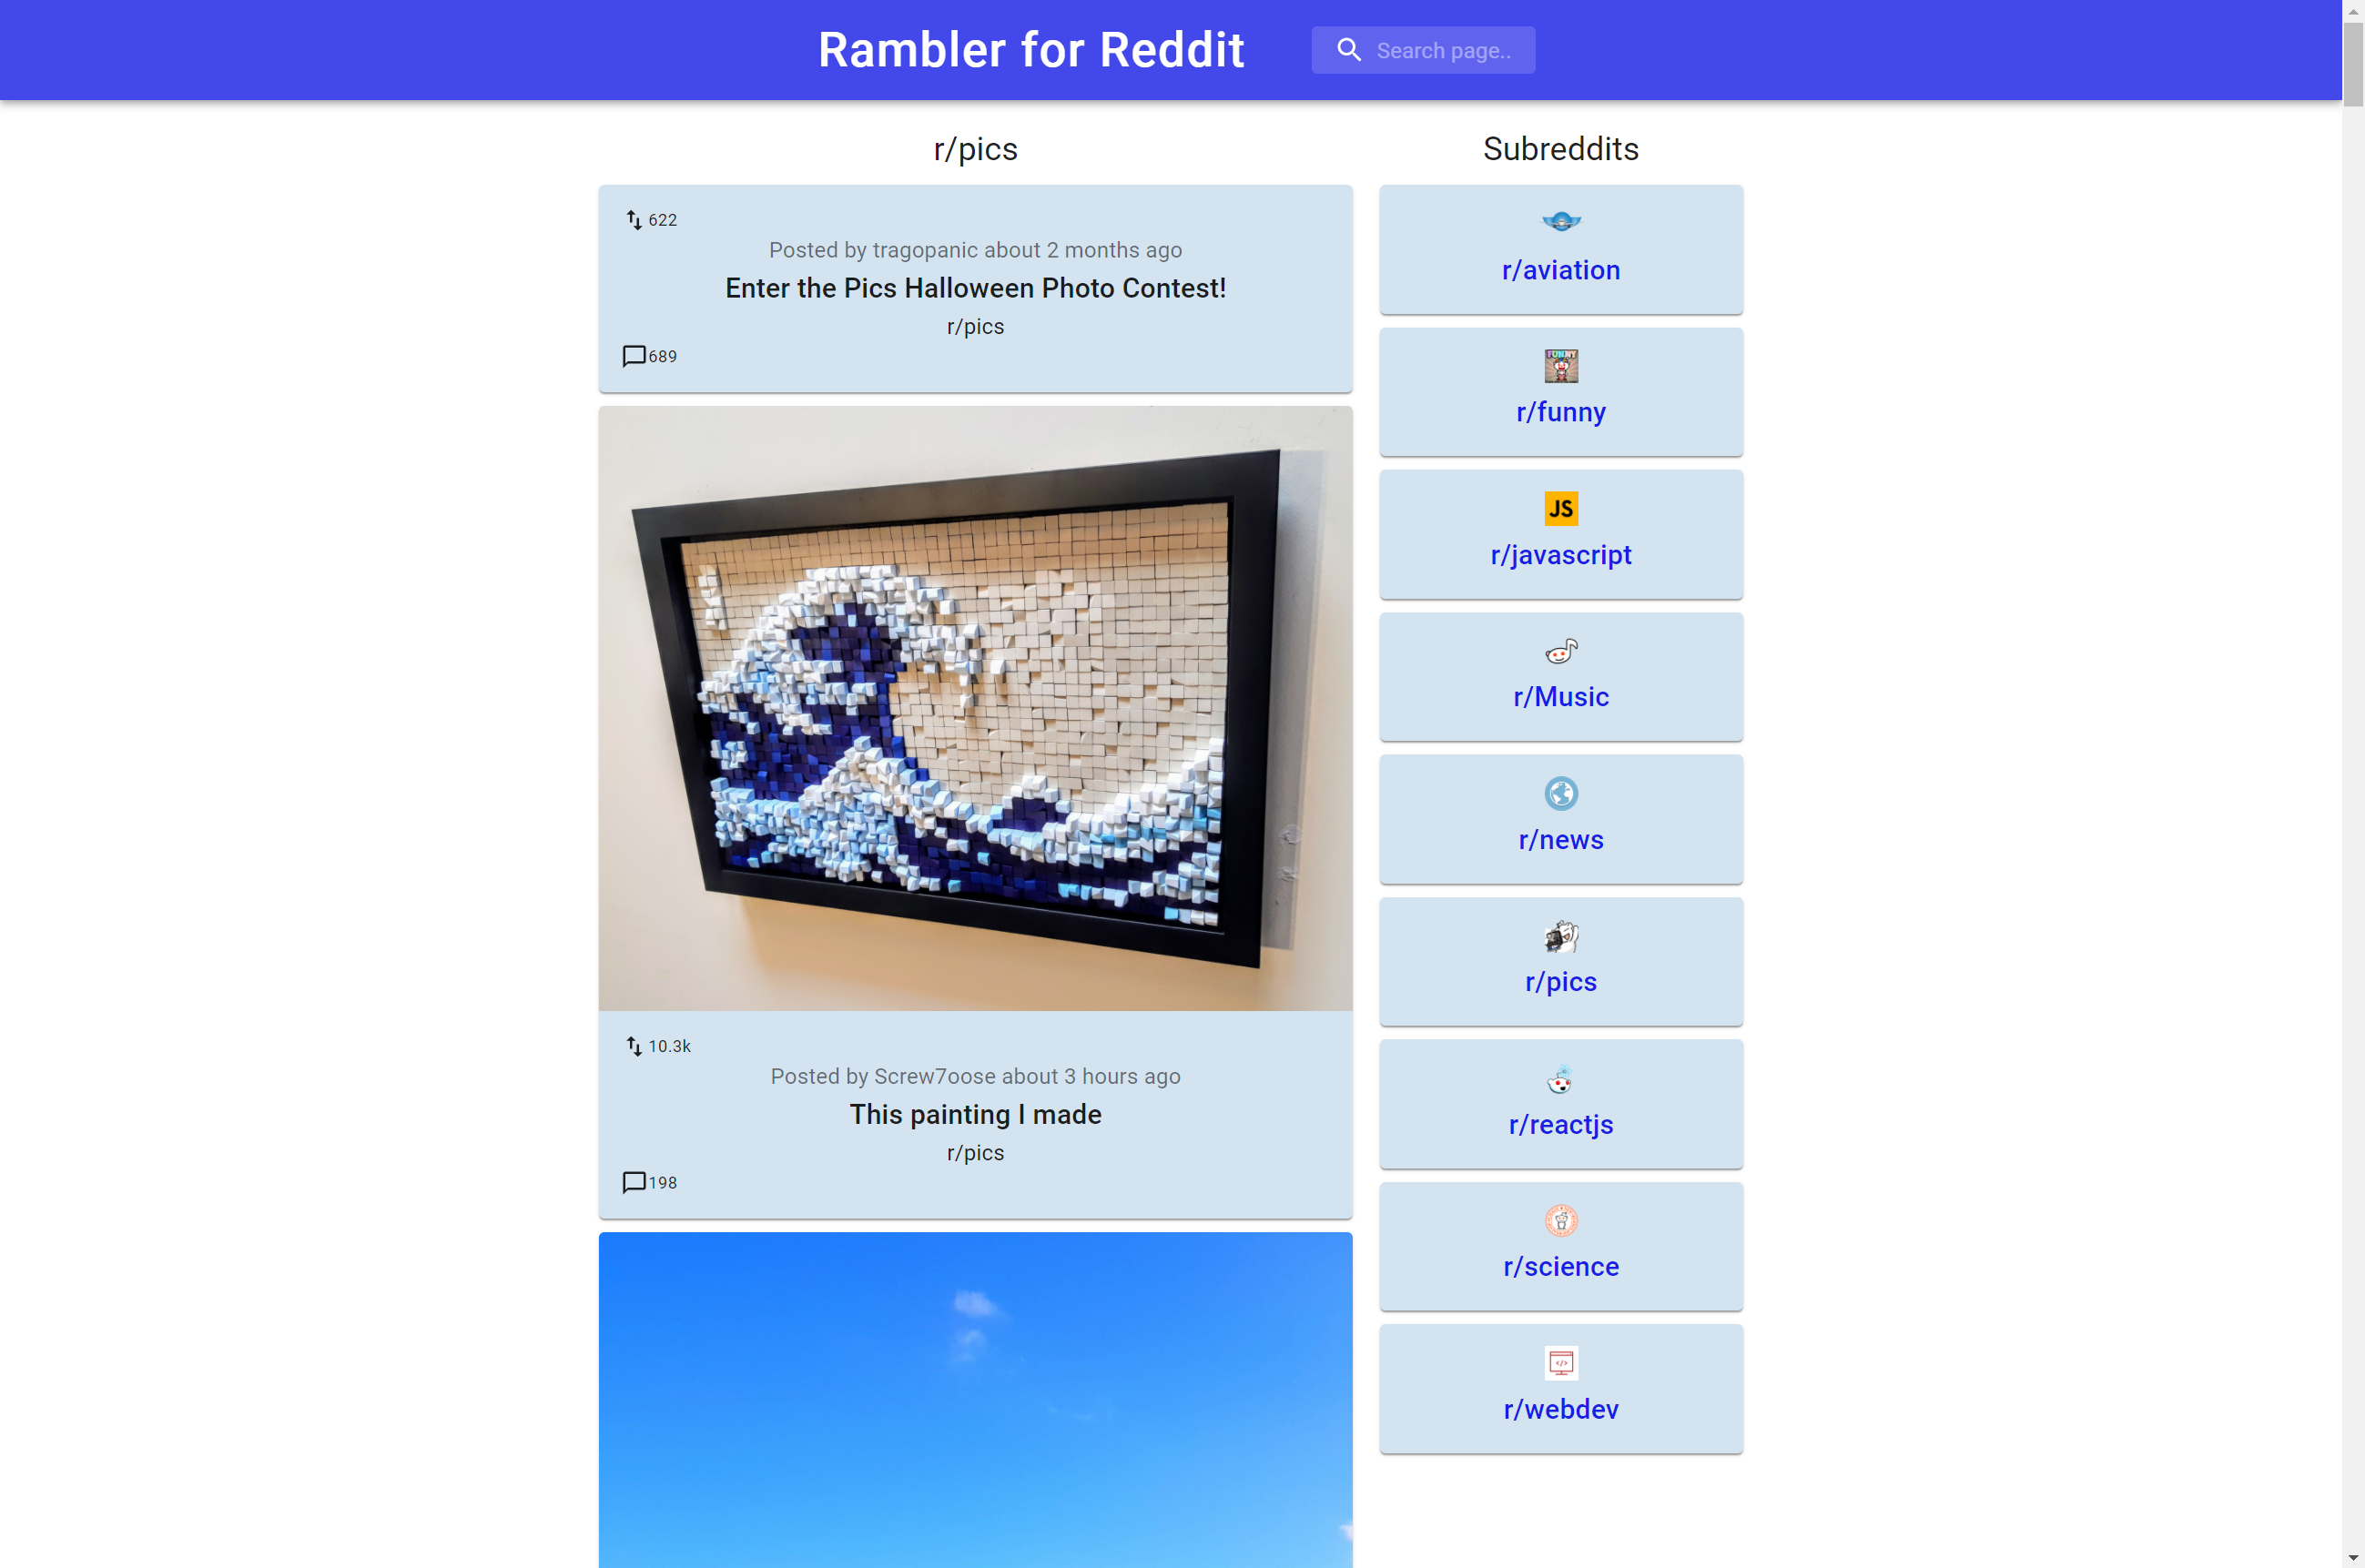 Rambler for Reddit
Search page..
r/pics
622
Posted by tragopanic about 2 months ago
Enter the Pics Halloween Photo Contest!
r/pics
689
10.3k
Posted by Screw7oose about 3 hours ago
This painting I made
r/pics
198
Subreddits
r/aviation
FUNNY
r/funny
JS
r/javascript
r/Music
r/news
r/pics
r/reactjs
r/science
</>
r/webdev